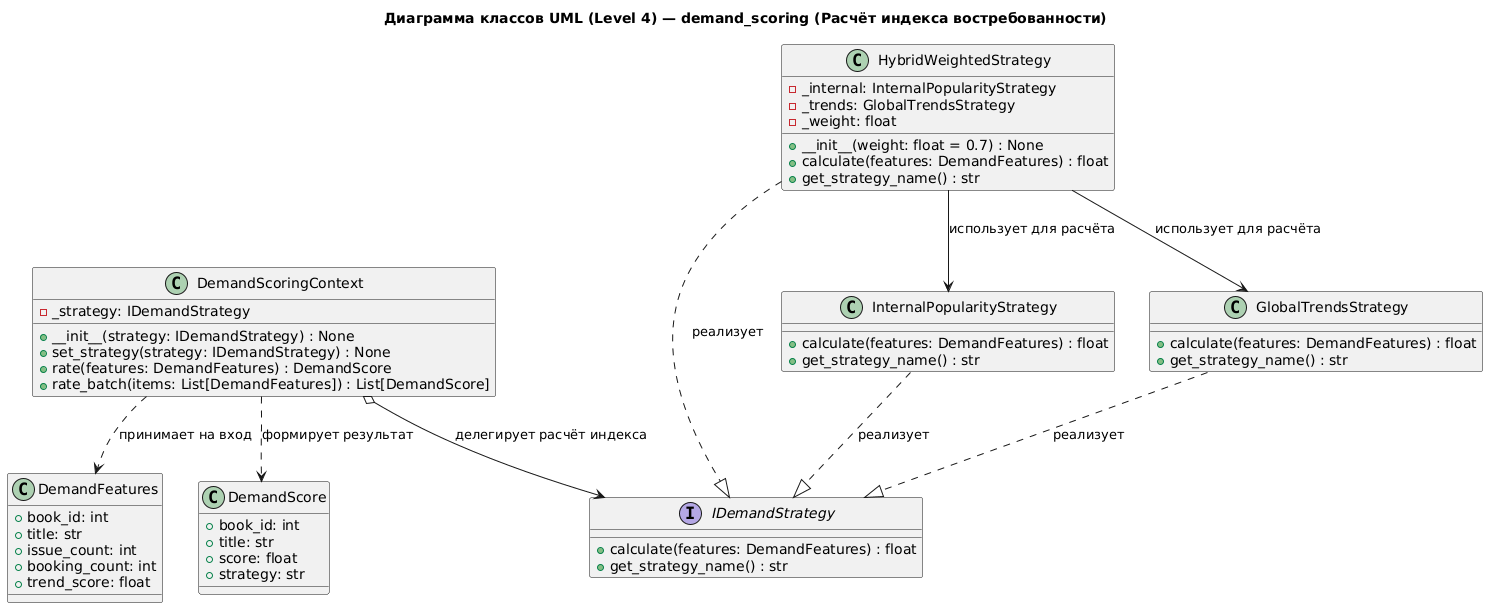 Диаграмма классов UML (Level 4) — demand_scoring (Расчёт индекса востребованности)
C HybridWeightedStrategy
_internal: InternalPopularityStrategy
_trends: GlobalTrendsStrategy
_weight: float
__init__(weight: float = 0.7) : None
calculate(features: DemandFeatures) : float
get_strategy_name() : str
использует для расчёта
использует для расчёта
реализует
C DemandScoringContext
_strategy: IDemandStrategy
__init__(strategy: IDemandStrategy) : None
set_strategy(strategy: IDemandStrategy) : None
rate(features: DemandFeatures) : DemandScore
rate_batch(items: List[DemandFeatures]) : List[DemandScore]
C InternalPopularityStrategy
calculate(features: DemandFeatures) : float
get_strategy_name() : str
C GlobalTrendsStrategy
calculate(features: DemandFeatures) : float
get_strategy_name() : str
принимает на вход
формирует результат
делегирует расчёт индекса
реализует
реализует
C DemandFeatures
book_id: int
title: str
issue_count: int
booking_count: int
trend_score: float
C DemandScore
book_id: int
title: str
score: float
strategy: str
I IDemandStrategy
calculate(features: DemandFeatures) : float
get_strategy_name() : str